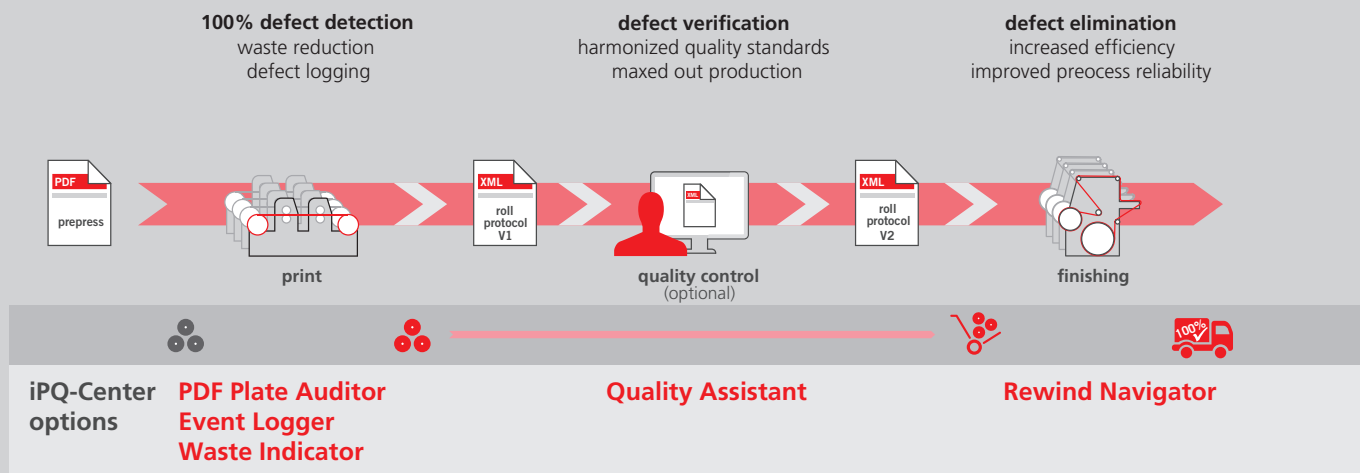 100% defect detection
waste reduction
defect logging
defect verification
harmonized quality standards
maxed out production
defect elimination
increased efficiency
improved preocess reliability
PDF
prepress
print
XML
roll
protocol
V1
XML
quality control
(optional)
XML
roll
protocol
V2
finishing
100%
iPQ-Center
options
PDF Plate Auditor
Event Logger
Waste Indicator
Quality Assistant
Rewind Navigator